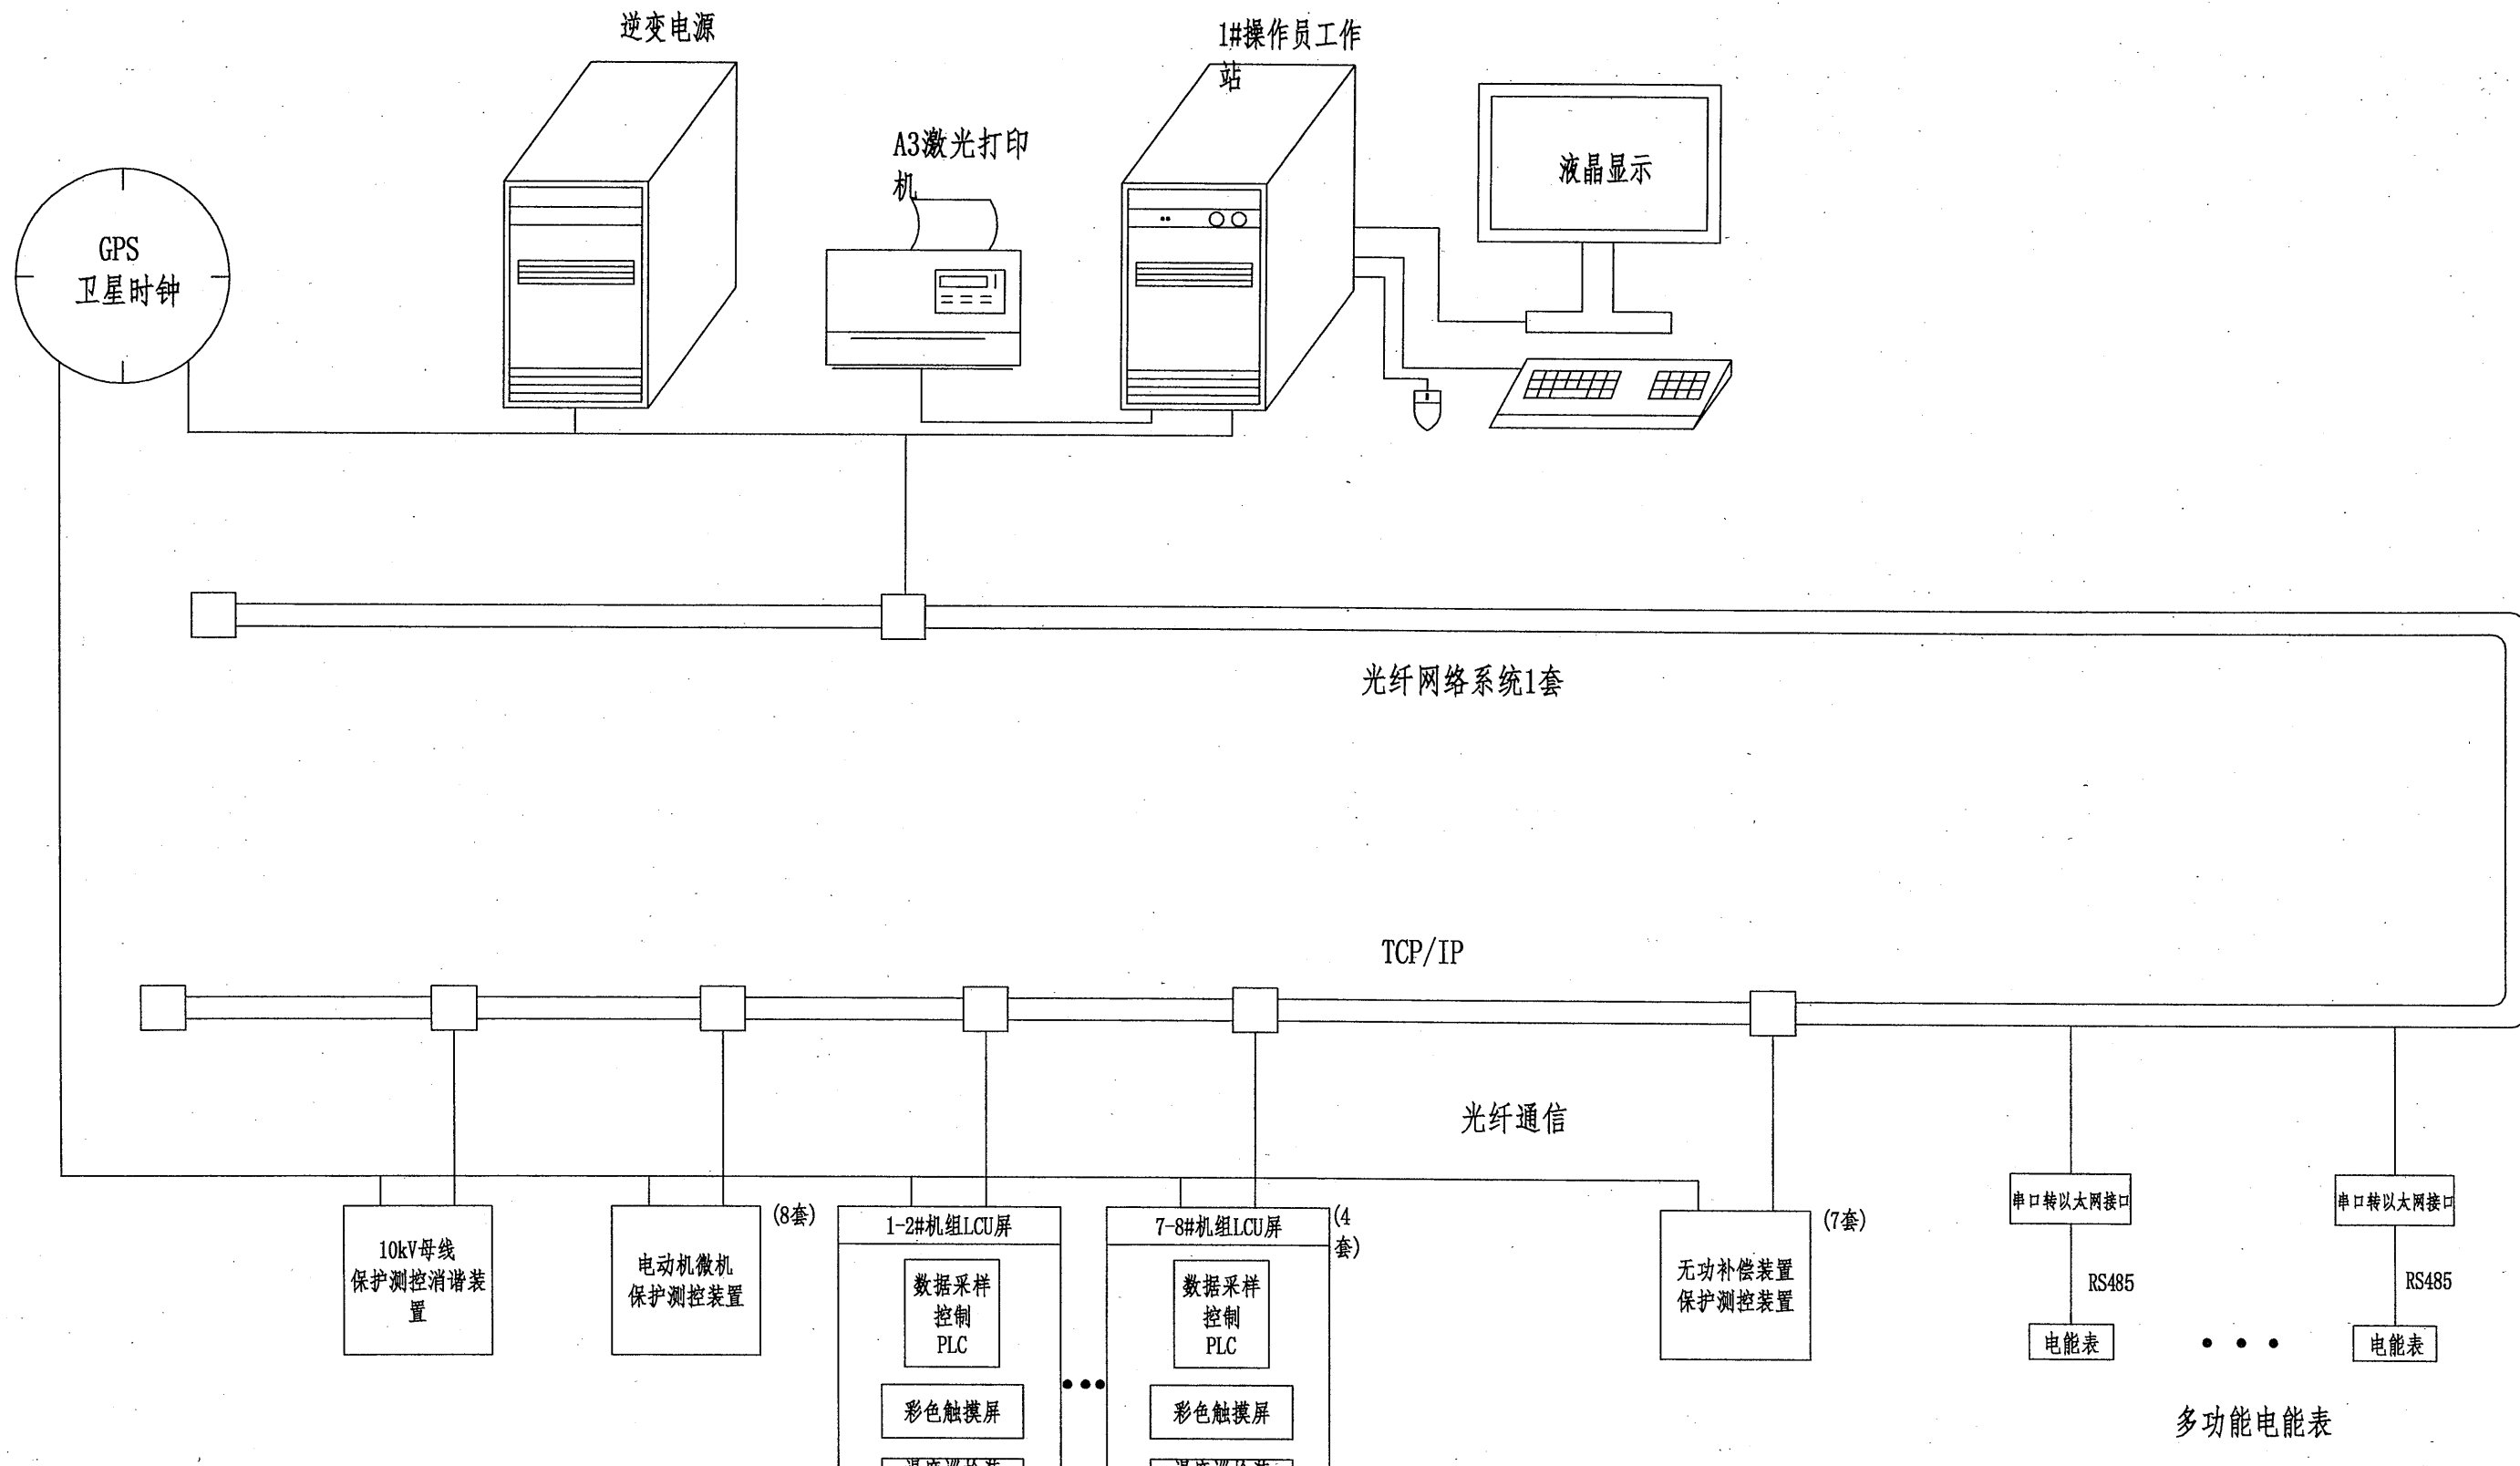 逆变电源
1#操作员工作
站
A3激光打印
机
液晶显示
GPS
卫星时钟
光纤网络系统1套
TCP/IP
光纤通信
10kV母线
保护测控消谐装
置
电动机微机
保护测控装置
(8套)
1-2#机组LCU屏
数据采样
控制
PLC
彩色触摸屏
7-8#机组LCU屏
(4
套)
数据采样
控制
PLC
彩色触摸屏
无功补偿装置
保护测控装置
(7套)
串口转以太网接口
RS485
电能表
串口转以太网接口
RS485
电能表
多功能电能表